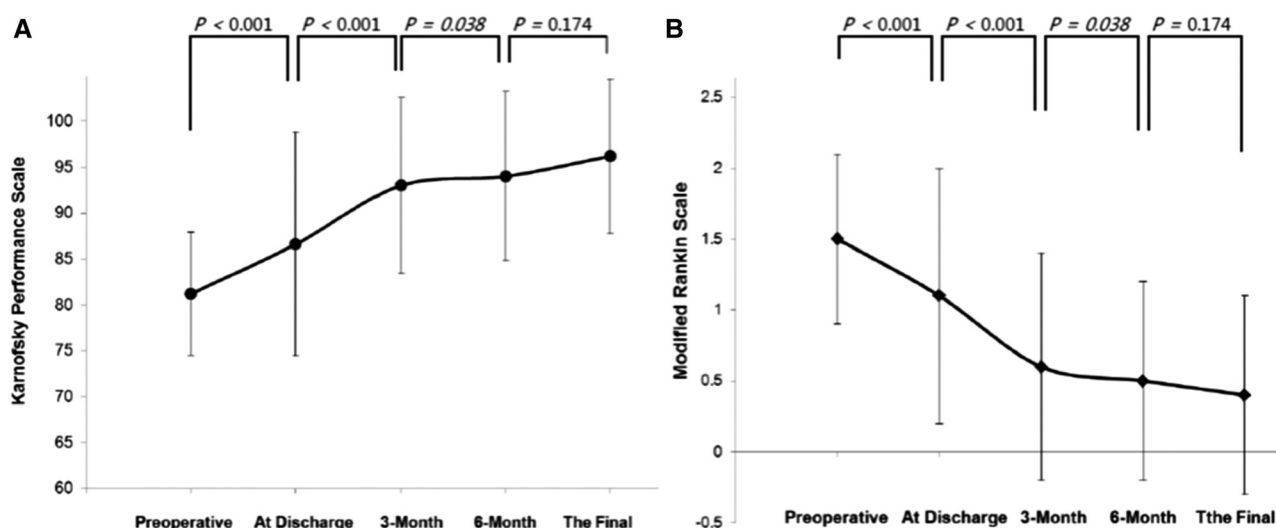 A
P < 0.001 P < 0.001 P = 0.038 P = 0.174
Karnofsky Performance Scale
100
95
90
85
80
75
70
65
60
Preoperative At Discharge 3-Month 6-Month The Final
B
P < 0.001 P < 0.001 P = 0.038 P = 0.174
Modified Rankin Scale
2.5
2
1.5
1
0.5
0
-0.5
Preoperative At Discharge 3-Month 6-Month Tthe Final